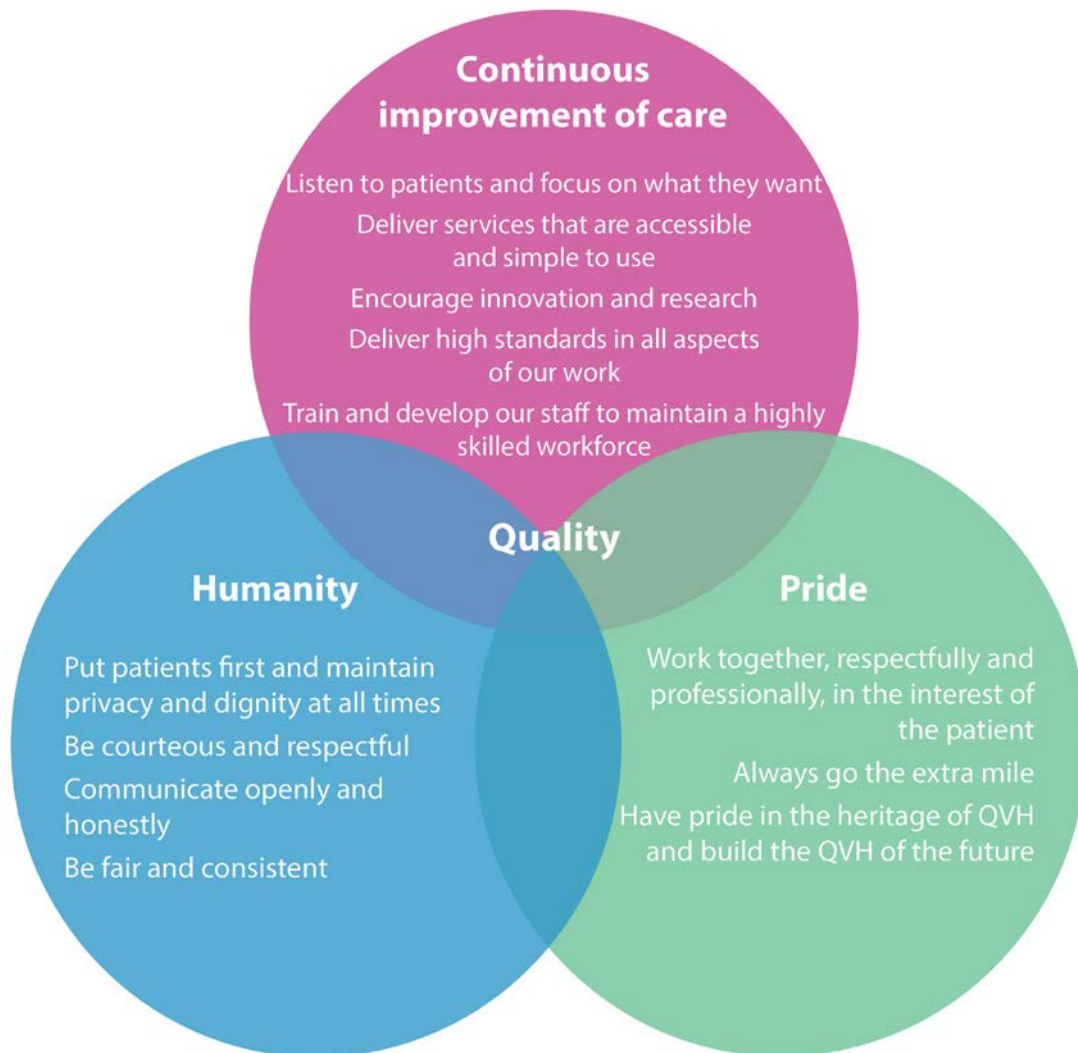 Continuous
improvement of care
Listen to patients and focus on what they want
Deliver services that are accessible
and simple to use
Encourage innovation and research
Deliver high standards in all aspects
of our work
Train and develop our staff to maintain a highly
skilled workforce
Quality
Humanity
Put patients first and maintain
privacy and dignity at all times
Be courteous and respectful
Communicate openly and
honestly
Be fair and consistent
Pride
Work together, respectfully and
professionally, in the interest of
the patient
Always go the extra mile
Have pride in the heritage of QVH
and build the QVH of the future